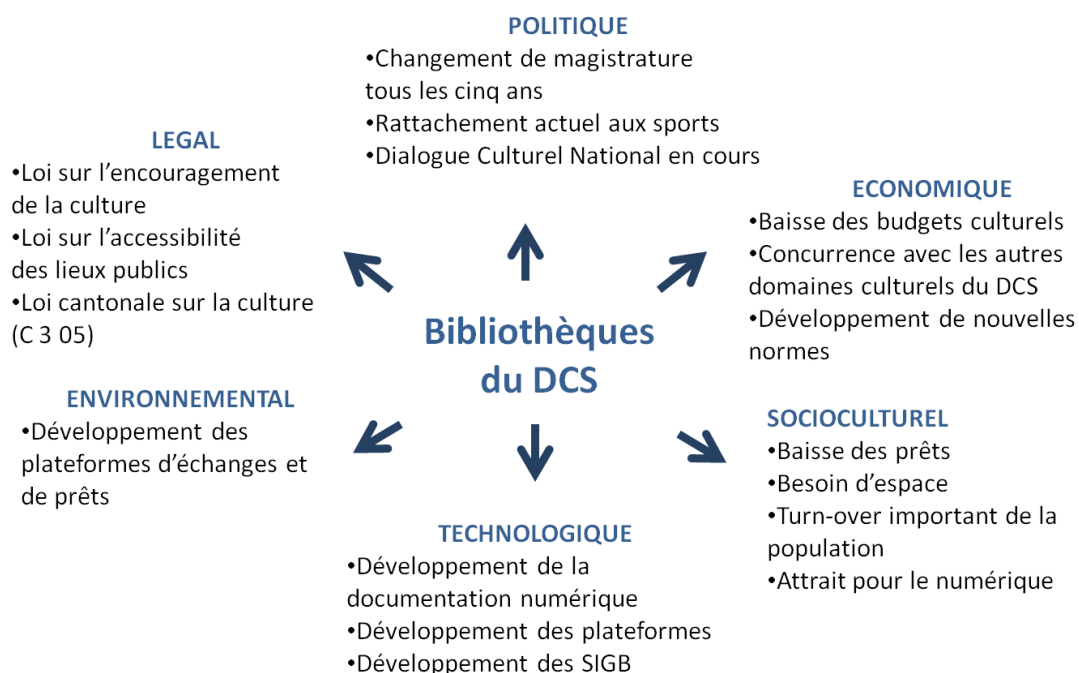 POLITIQUE
•Changement de magistrature
tous les cinq ans
•Rattachement actuel aux sports
•Dialogue Culturel National en cours
LEGAL
•Loi sur l'encouragement
de la culture
•Loi sur l'accessibilité
des lieux publics
•Loi cantonale sur la culture
(C 3 05)
ECONOMIQUE
•Baisse des budgets culturels
•Concurrence avec les autres
domaines culturels du DCS
•Développement de nouvelles
normes
Bibliothèques
du DCS
ENVIRONNEMENTAL
•Développement des
plateformes d'échanges et
de prêts
SOCIOCULTUREL
•Baisse des prêts
•Besoin d'espace
•Turn-over important de la
population
•Attrait pour le numérique
TECHNOLOGIQUE
•Développement de la
documentation numérique
•Développement des plateformes
•Développement des SIGB